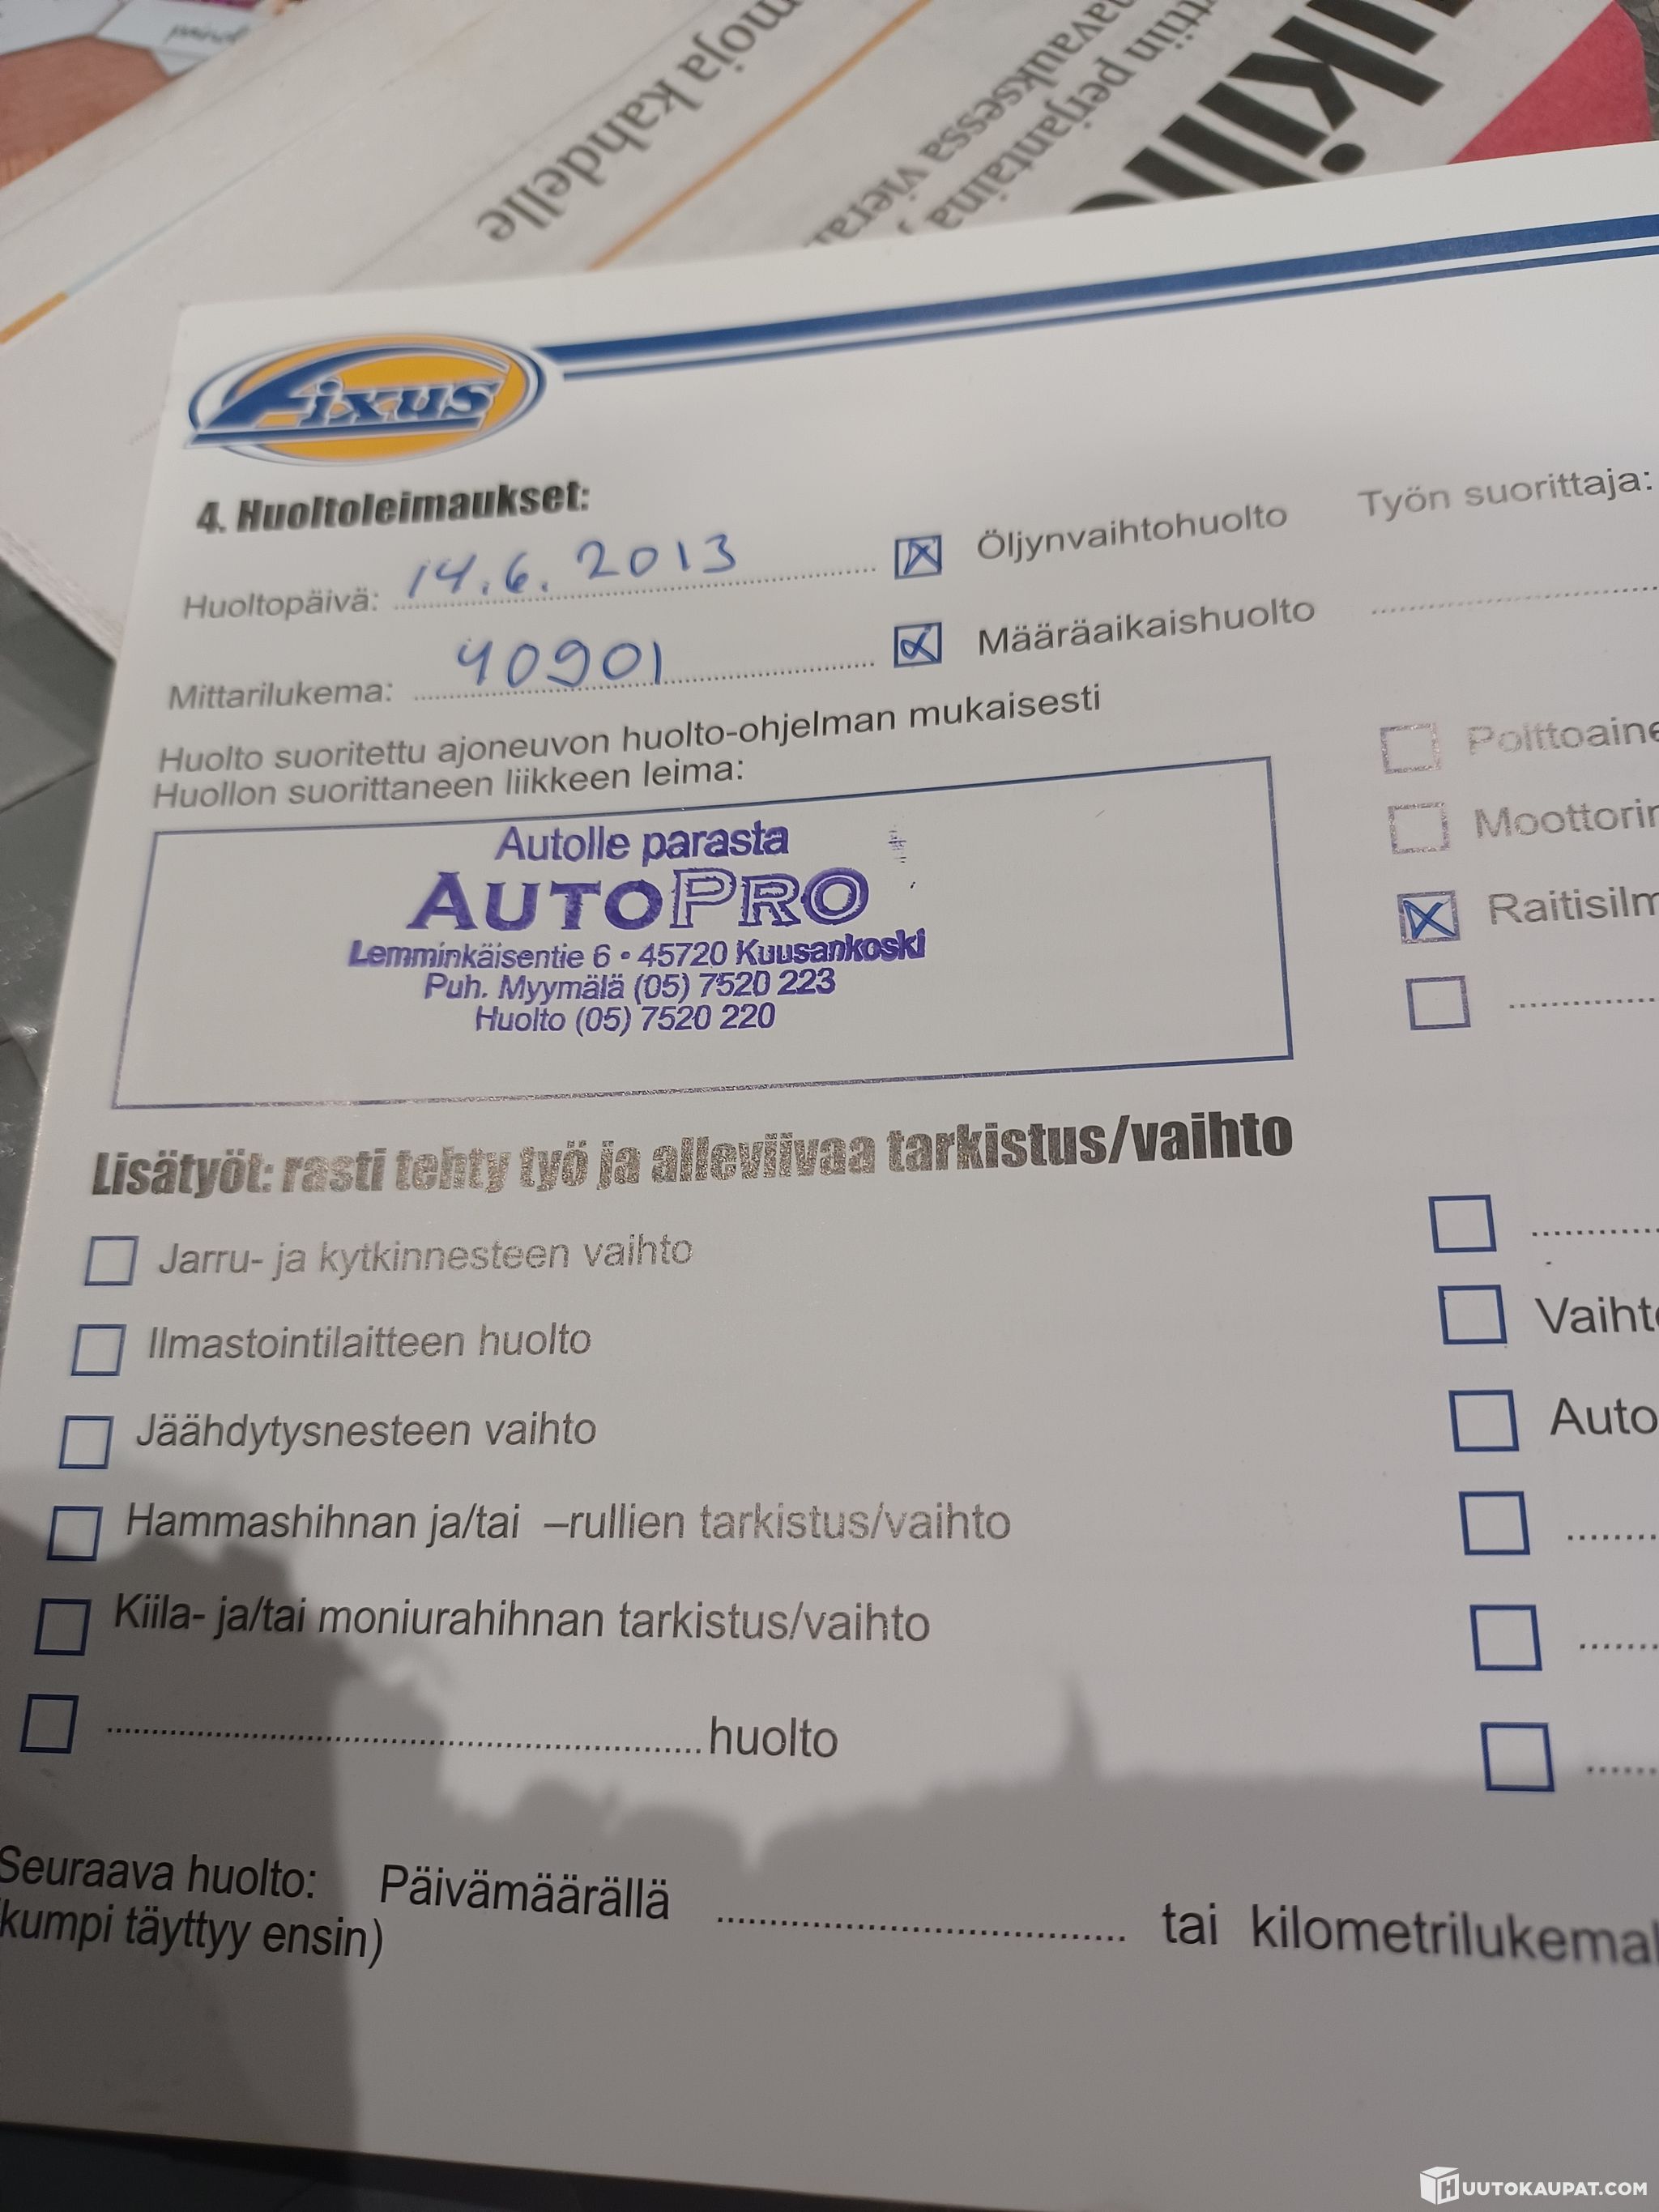 moja kahdelle
perjantaina
Fixus
4. Huoltoleimaukset:
Huoltopäivä: 14.6.2013
Öljynvaihtohuolto
Työn suorittaja:
Mittarilukema: 40901
Määräaikaishuolto
Huolto suoritettu ajoneuvon huolto-ohjelman mukaisesti
Huollon suorittaneen liikkeen leima:
Polttoaine
Moottorin
Raitisilm
Autolle parasta
AUTOPRO
Lemminkäisentie 6 • 45720 Kuusankoski
Puh. Myymälä (05) 7520 223
Huolto (05) 7520 220
Lisätyöt: rasti tehty työ ja alleviivaa tarkistus/vaihto
Jarru- ja kytkinnesteen vaihto
Ilmastointilaitteen huolto
Vaihto
Jäähdytysnesteen vaihto
Auto
Hammashihnan ja/tai –rullien tarkistus/vaihto
Kiila- ja/tai moniurahihnan tarkistus/vaihto
huolto
Seuraava huolto: Päivämäärällä tai kilometrilukemal
(kumpi täyttyy ensin)
HUUTOKAUPAT.COM